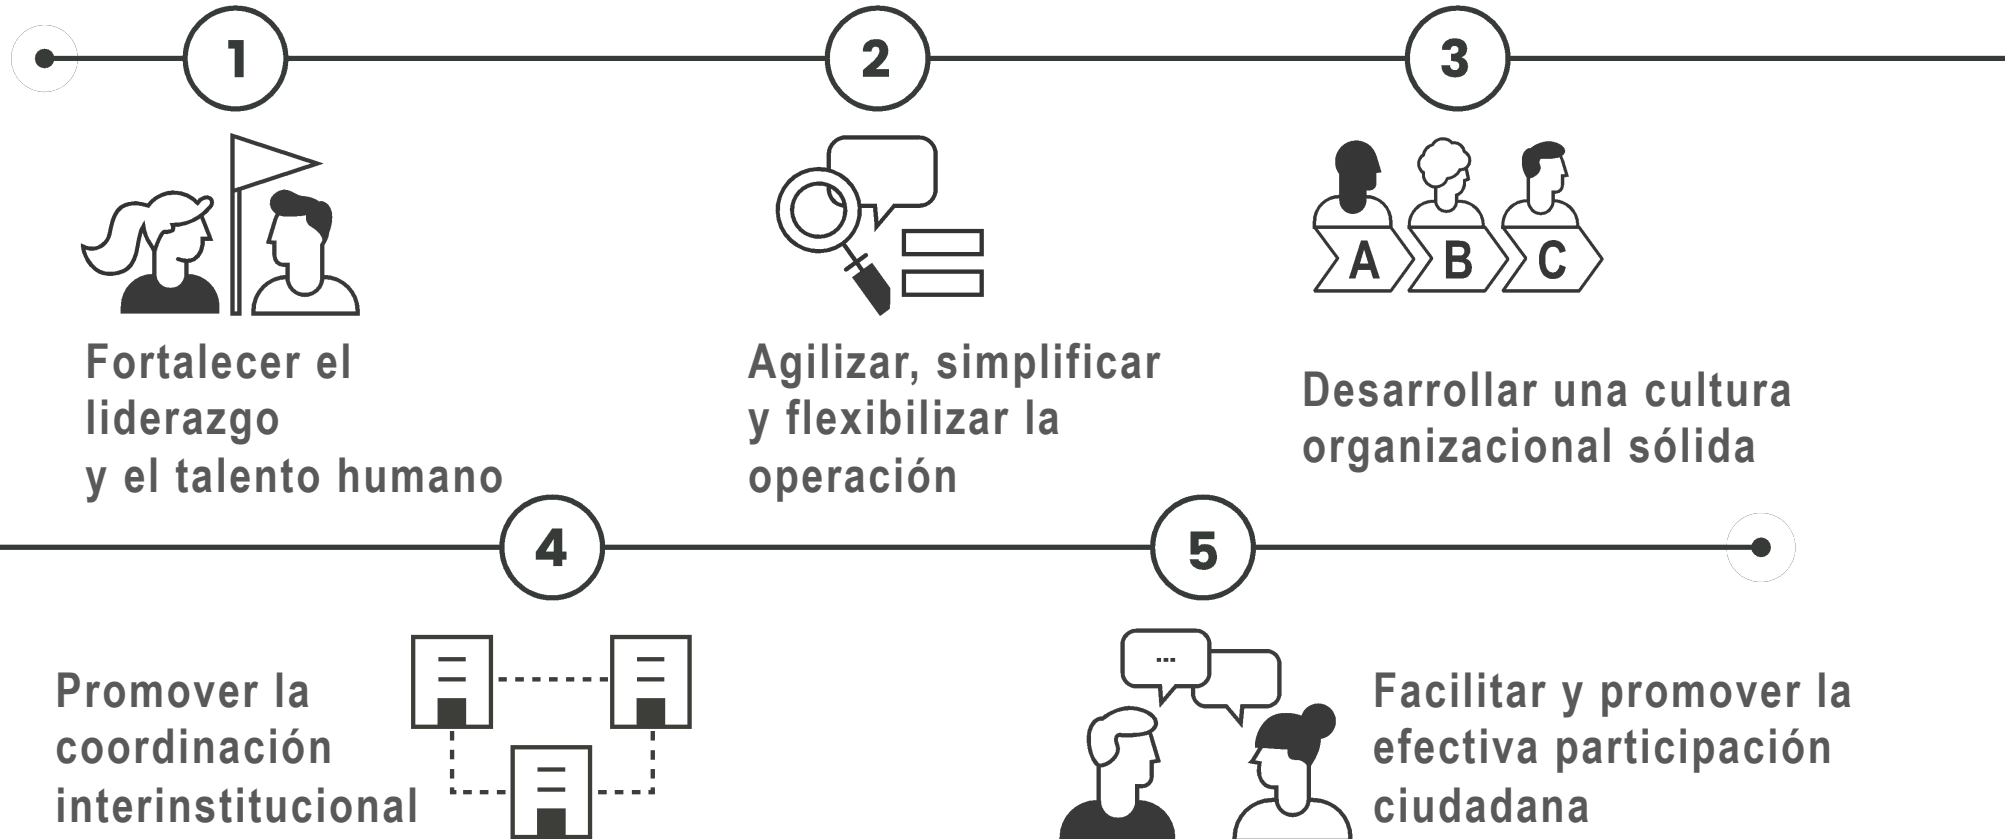 1
2
3
Fortalecer el
liderazgo
y el talento humano
Agilizar, simplificar
y flexibilizar la
operación
A B C
Desarrollar una cultura
organizacional sólida
4
5
Promover la
coordinación
interinstitucional
...
Facilitar y promover la
efectiva participación
ciudadana